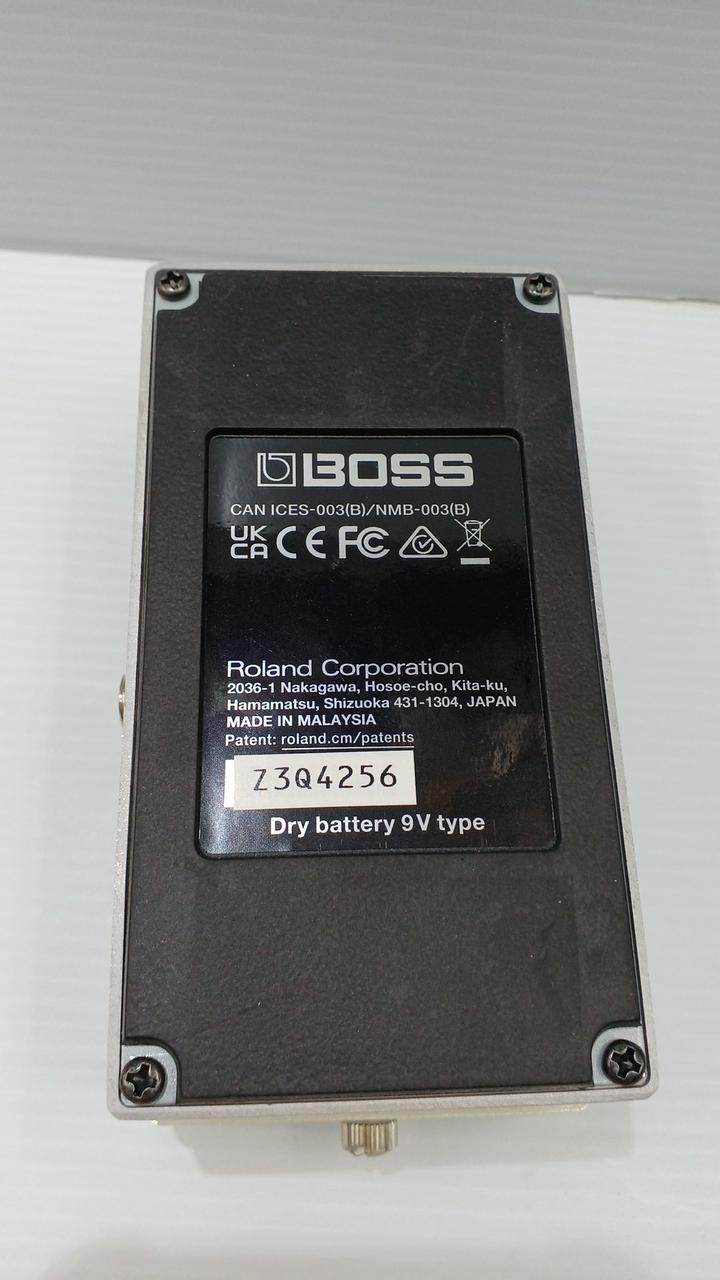 BOSS
CAN ICES-003(B)/NMB-003(B)
UK CA CE FC
Roland Corporation
2036-1 Nakagawa, Hosoe-cho, Kita-ku,
Hamamatsu, Shizuoka 431-1304, JAPAN
MADE IN MALAYSIA
Patent: roland.cm/patents
Z3Q4256
Dry battery 9V type